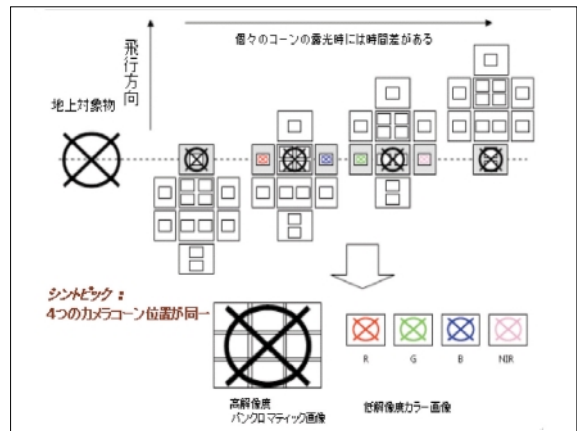 個々のコーンの露光時には時間差がある
飛行方向
地上対象物
シントピック：
4つのカメラコーン位置が同一
R
G
B
NIR
高解像度
パンクロマティック画像
低解像度カラー画像